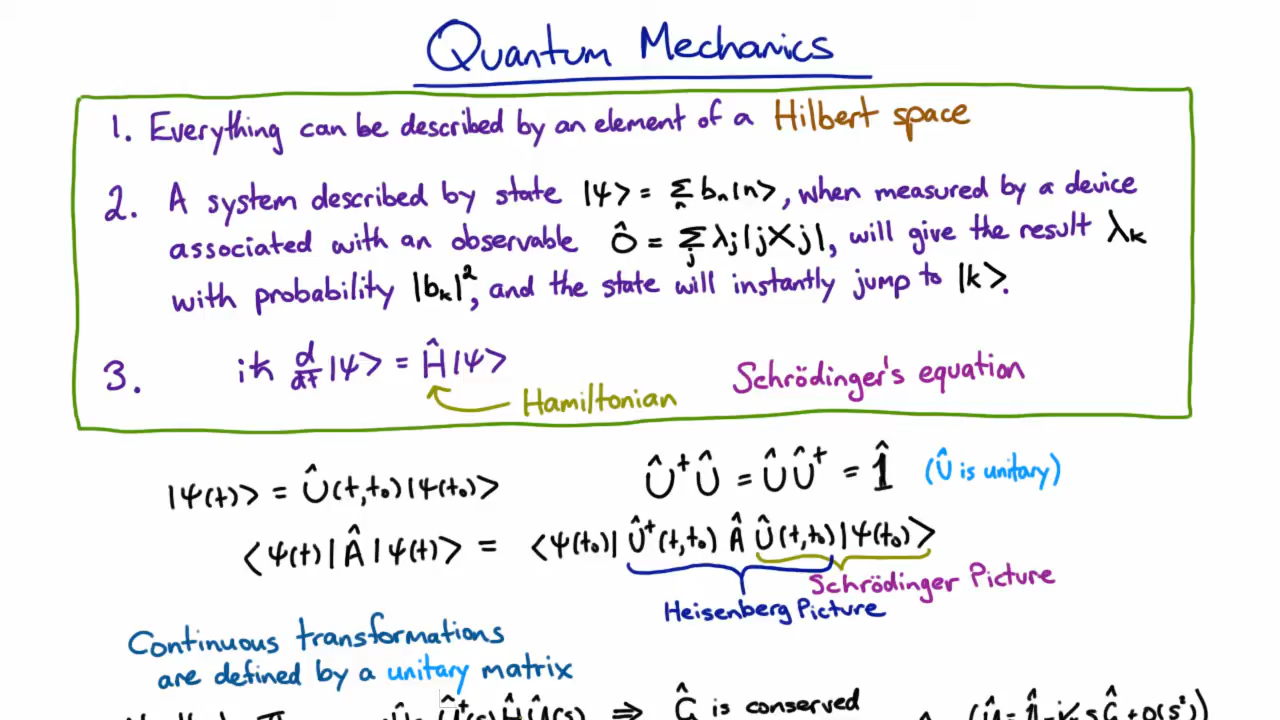 Quantum Mechanics
1. Everything can be described by an element of a Hilbert space
2. A system described by state |ψ> = Σₙ bₙ|n>, when measured by a device
associated with an observable Ô = Σⱼ λⱼ|jXj|, will give the result λₖ
with probability |bₖ|², and the state will instantly jump to |k>.
3. iħ d/dt |ψ> = Ĥ|ψ> Schrödinger's equation
Hamiltonian
|ψ(t)> = Û(t,t₀)|ψ(t₀)> Û†Û = ÛÛ† = 1̂ (Û is unitary)
<ψ(t)|Â|ψ(t)> = <ψ(t₀)|Û†(t,t₀) Â Û(t,t₀)|ψ(t₀)>
Schrödinger Picture
Heisenberg Picture
Continuous transformations
are defined by a unitary matrix
⇒ Ĝ is conserved